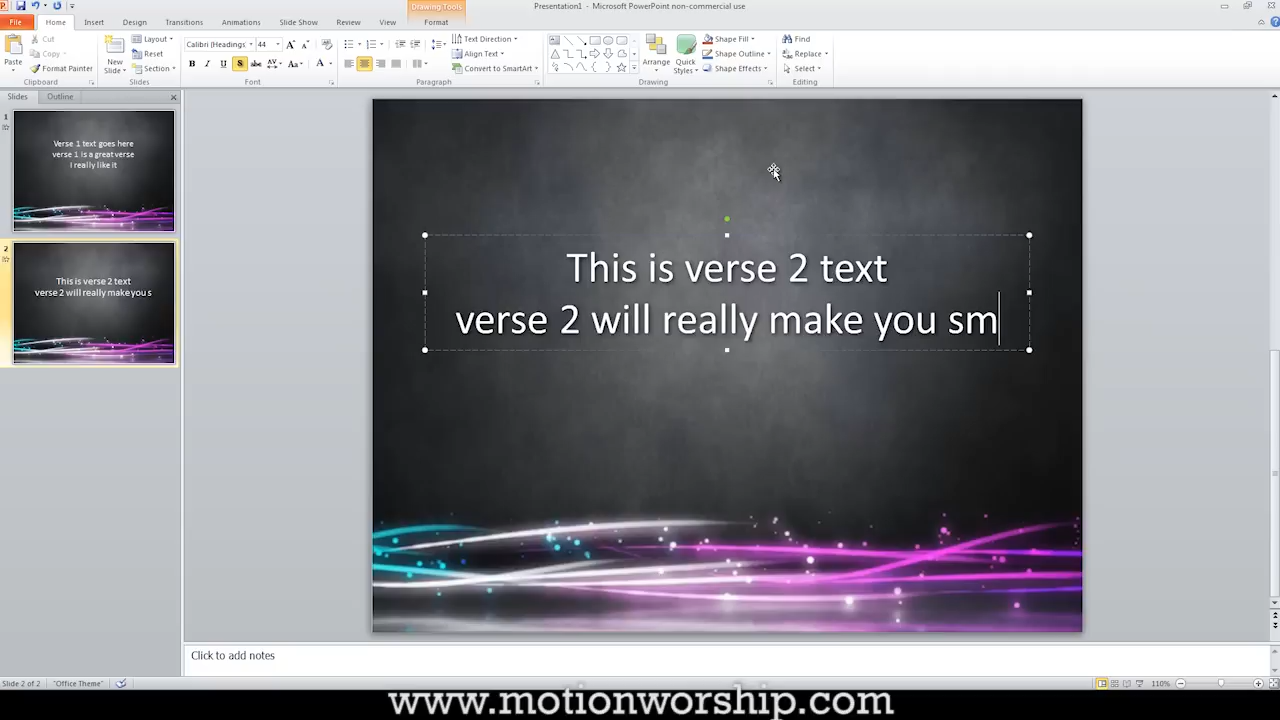 Drawing Tools
Presentation1 - Microsoft PowerPoint non-commercial use
File Home Insert Design Transitions Animations Slide Show Review View Format
Paste
Cut
Copy
Format Painter
Clipboard
New
Slide
Layout
Reset
Section
Slides
Calibri (Headings) 44
B I U S abc AV Aa A
Font
Text Direction
Align Text
Convert to SmartArt
Paragraph
Arrange
Quick
Styles
Shape Fill
Shape Outline
Shape Effects
Drawing
Find
Replace
Select
Editing
Slides Outline
1
Verse 1 text goes here
verse 1 is a great verse
I really like it
2
This is verse 2 text
verse 2 will really make you s
This is verse 2 text
verse 2 will really make you sm
Click to add notes
Slide 2 of 2 "Office Theme" 110%
www.motionworship.com